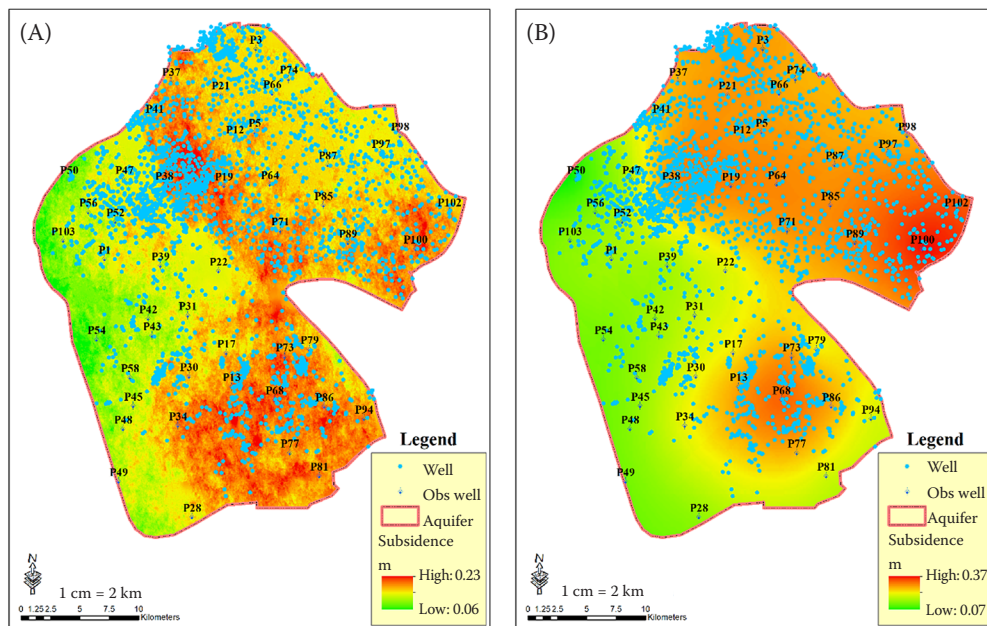 (A)
P3
P37
P74
P21
P66
P41
P12 P5
P98
P97
P87
P50
P47
P38
P19
P64
P85
P102
P56
P52
P71
P89
P100
P103
P1
P39
P22
P42
P31
P43
P54
P17
P73
P79
P58
P30
P13
P68
P45
P86
P94
P48
P34
P77
P49
P81
P28
Legend
Well
Obs well
Aquifer
Subsidence
m
High: 0.23
Low: 0.06
N
1 cm = 2 km
0 1.25 2.5 5 7.5 10
Kilometers
(B)
P3
P37
P74
P21
P66
P41
P12 P5
P98
P97
P87
P50
P47
P38
P19
P64
P85
P102
P56
P52
P71
P89
P100
P103
P1
P39
P22
P42
P31
P43
P54
P17
P73
P79
P58
P30
P13
P68
P45
P86
P94
P48
P34
P77
P49
P81
P28
Legend
Well
Obs well
Aquifer
Subsidence
m
High: 0.37
Low: 0.07
N
1 cm = 2 km
0 1.25 2.5 5 7.5 10
Kilometers